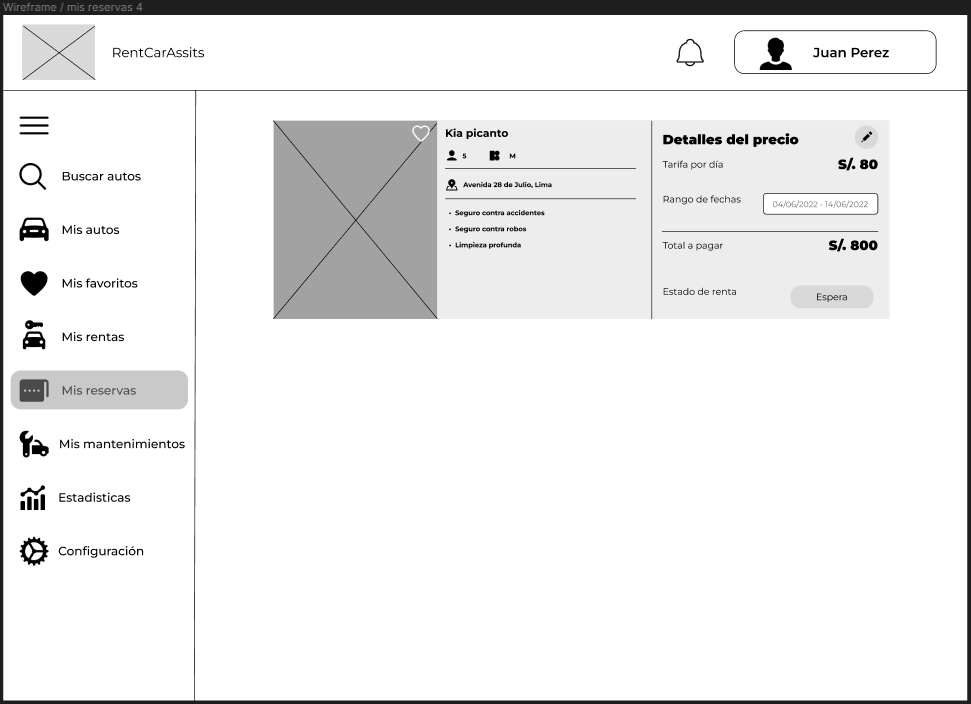 Wireframe / mis reservas 4
RentCarAssits
Juan Perez
Buscar autos
Mis autos
Mis favoritos
Mis rentas
Mis reservas
Mis mantenimientos
Estadisticas
Configuración
Kia picanto
5 M
Avenida 28 de Julio, Lima
• Seguro contra accidentes
• Seguro contra robos
• Limpieza profunda
Detalles del precio
Tarifa por día S/. 80
Rango de fechas 04/06/2022 - 14/06/2022
Total a pagar S/. 800
Estado de renta Espera